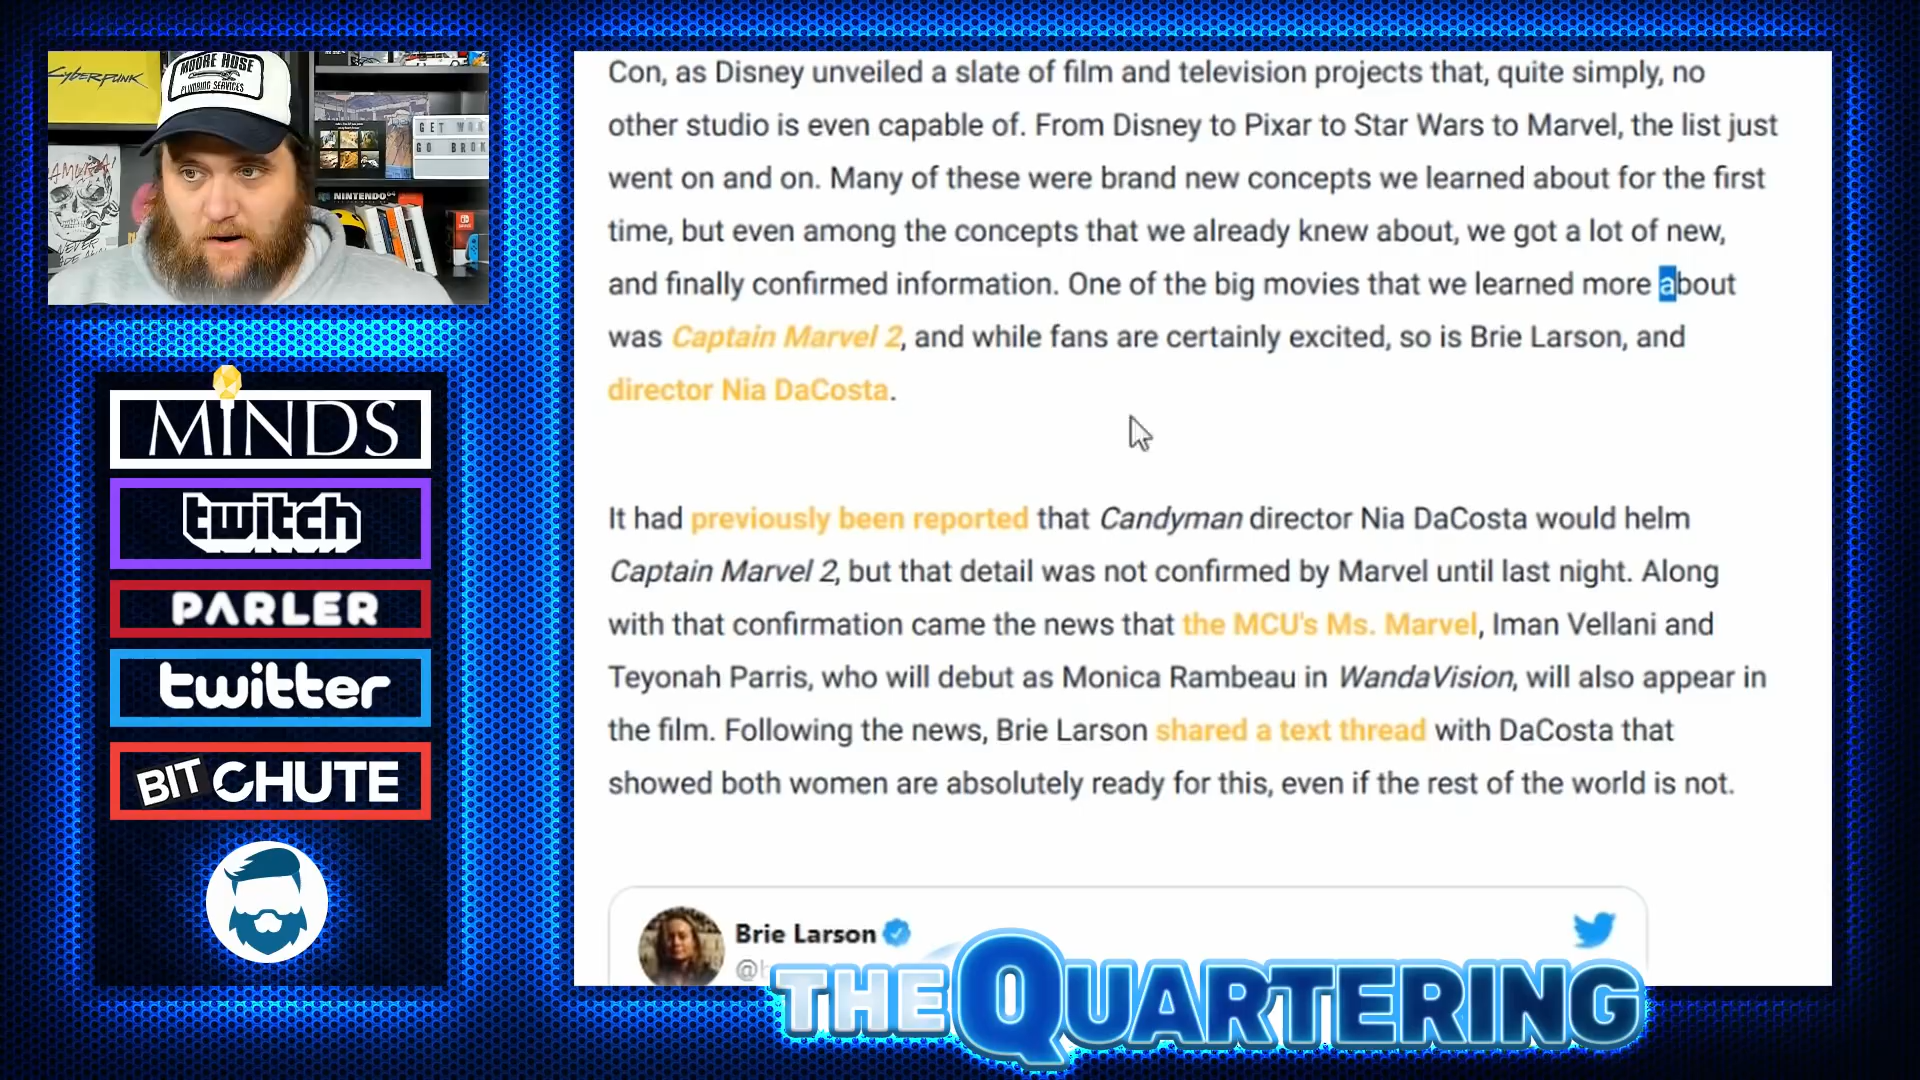 CYBERPUNK
MOORE HOSE
PLUMBING SERVICES
SAMURAI
NEVER
GET WOK
GO BROK
NINTENDO64
MINDS
twitch
PARLER
twitter
BITCHUTE
Con, as Disney unveiled a slate of film and television projects that, quite simply, no
other studio is even capable of. From Disney to Pixar to Star Wars to Marvel, the list just
went on and on. Many of these were brand new concepts we learned about for the first
time, but even among the concepts that we already knew about, we got a lot of new,
and finally confirmed information. One of the big movies that we learned more about
was Captain Marvel 2, and while fans are certainly excited, so is Brie Larson, and
director Nia DaCosta.
It had previously been reported that Candyman director Nia DaCosta would helm
Captain Marvel 2, but that detail was not confirmed by Marvel until last night. Along
with that confirmation came the news that the MCU's Ms. Marvel, Iman Vellani and
Teyonah Parris, who will debut as Monica Rambeau in WandaVision, will also appear in
the film. Following the news, Brie Larson shared a text thread with DaCosta that
showed both women are absolutely ready for this, even if the rest of the world is not.
Brie Larson
THE QUARTERING